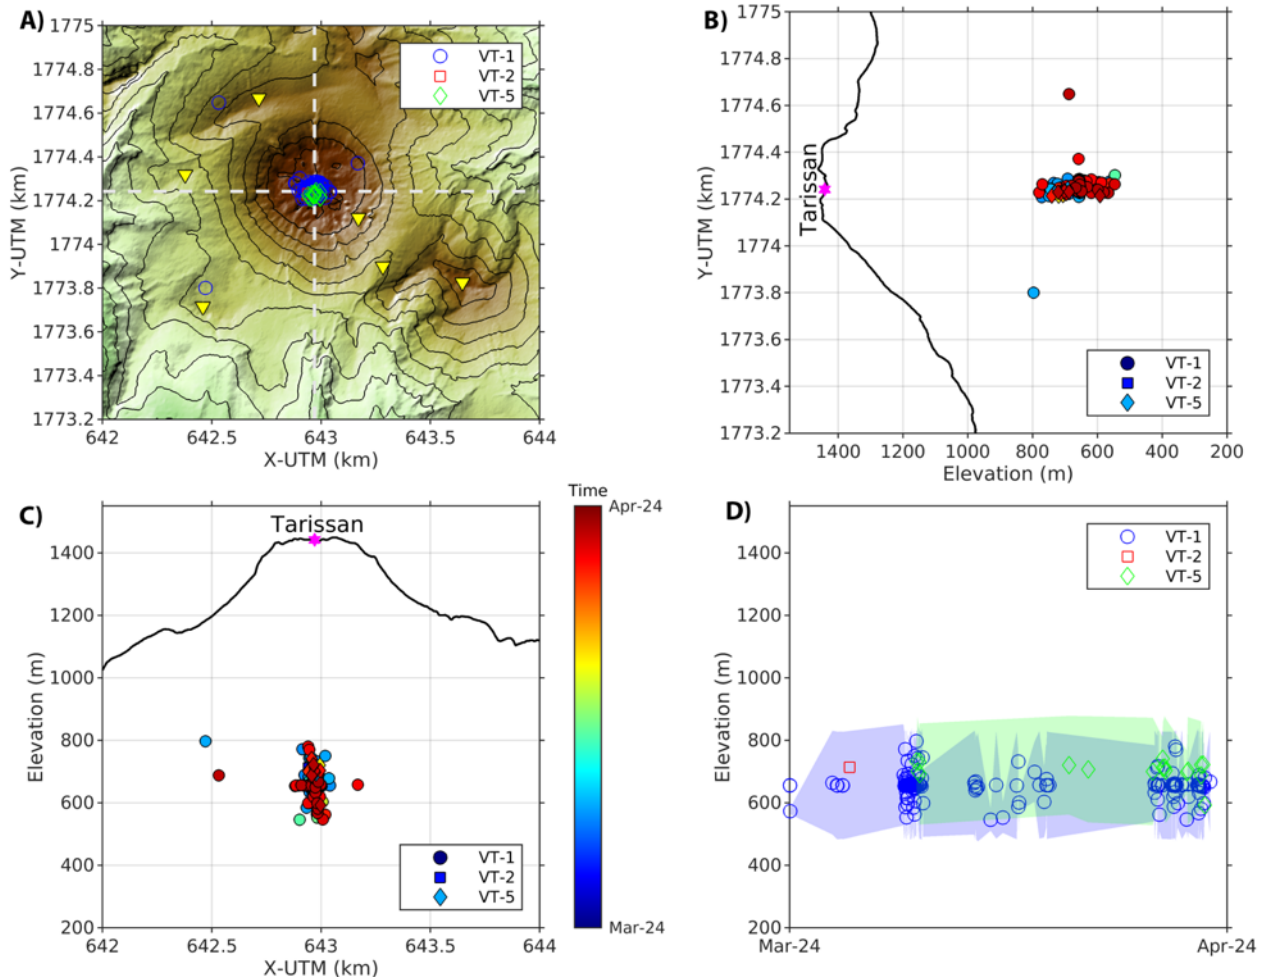 A)
1775
1774.8
1774.6
1774.4
1774.2
1774
1773.8
1773.6
1773.4
1773.2
Y-UTM (km)
642
642.5
643
643.5
644
X-UTM (km)
VT-1
VT-2
VT-5
B)
1775
1774.8
1774.6
1774.4
1774.2
1774
1773.8
1773.6
1773.4
1773.2
Y-UTM (km)
Tarissan
1400
1200
1000
800
600
400
200
Elevation (m)
VT-1
VT-2
VT-5
C)
Tarissan
1400
1200
1000
800
600
400
200
Elevation (m)
642
642.5
643
643.5
644
X-UTM (km)
VT-1
VT-2
VT-5
Time
Apr-24
Mar-24
D)
1400
1200
1000
800
600
400
200
Elevation (m)
Mar-24
Apr-24
VT-1
VT-2
VT-5